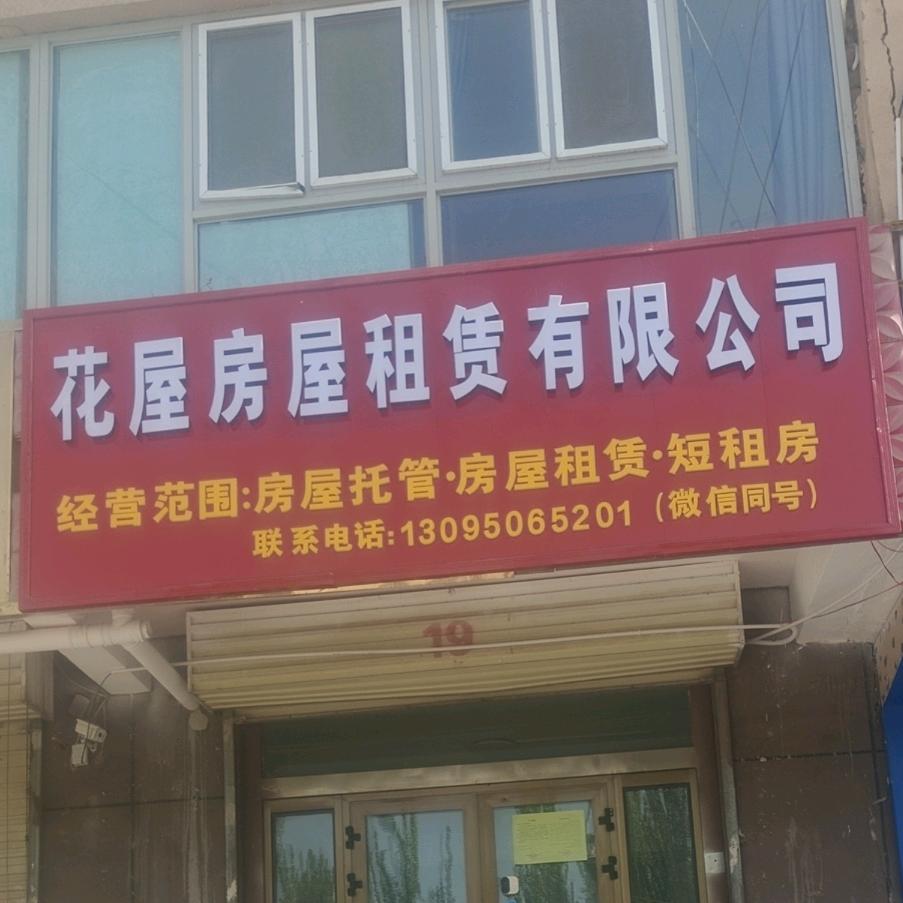 花屋房屋租赁有限公司
经营范围:房屋托管·房屋租赁·短租房
联系电话:13095065201（微信同号）
19